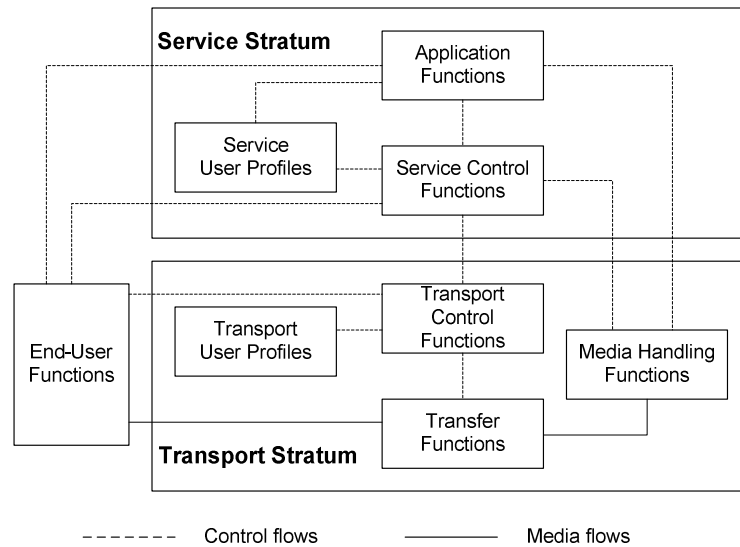 Service Stratum
Application
Functions
Service
User Profiles
Service Control
Functions
End-User
Functions
Transport
User Profiles
Transport
Control
Functions
Media Handling
Functions
Transfer
Functions
Transport Stratum
Control flows
Media flows